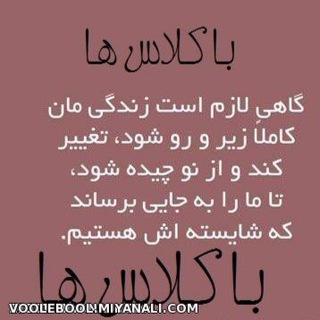 با کلاس ها
گاهی لازم است زندگی مان
کاملاً زیر و رو شود، تغییر
کند و از نو چیده شود،
تا ما را به جایی برساند
که شایسته اش هستیم.
با کلاس ها
VOOLEBOOL.MIYANALI.COM